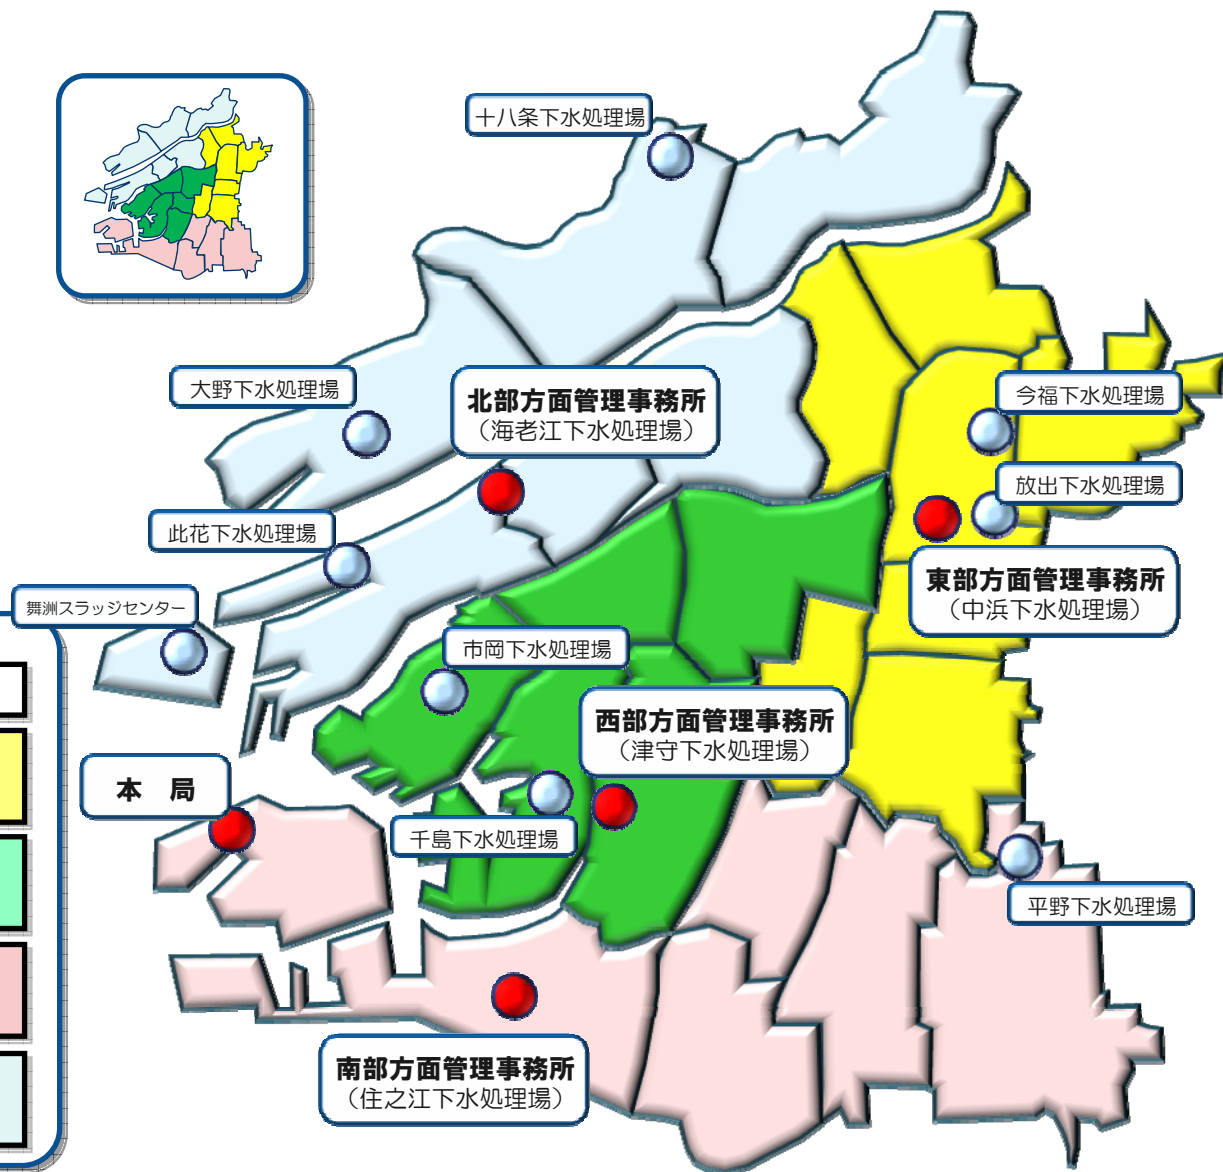 十八条下水処理場
大野下水処理場
北部方面管理事務所
（海老江下水処理場）
今福下水処理場
放出下水処理場
此花下水処理場
東部方面管理事務所
（中浜下水処理場）
舞洲スラッジセンター
市岡下水処理場
西部方面管理事務所
（津守下水処理場）
本 局
千島下水処理場
平野下水処理場
南部方面管理事務所
（住之江下水処理場）